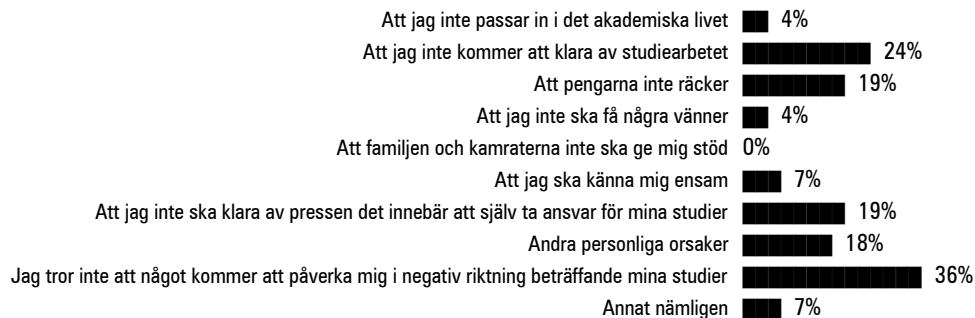 Att jag inte passar in i det akademiska livet 4%
Att jag inte kommer att klara av studiearbetet 24%
Att pengarna inte räcker 19%
Att jag inte ska få några vänner 4%
Att familjen och kamraterna inte ska ge mig stöd 0%
Att jag ska känna mig ensam 7%
Att jag inte ska klara av pressen det innebär att själv ta ansvar för mina studier 19%
Andra personliga orsaker 18%
Jag tror inte att något kommer att påverka mig i negativ riktning beträffande mina studier 36%
Annat nämligen 7%